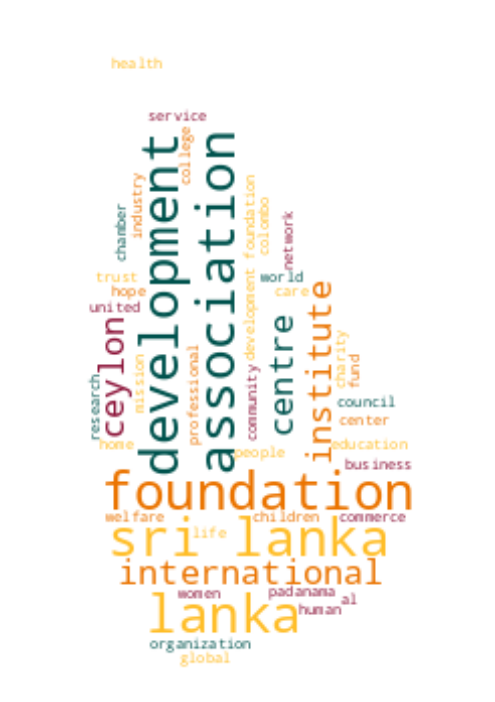 health
service
college
development
association
industry
chamber
development foundation
colombo
network
trust
hope
world
care
united
ceylon
mission
professional
centre
institute
charity
fund
research
community
council
center
home
people
education
business
foundation
welfare
children
commerce
sri lanka
life
international
women
padanama
al
lanka
human
organization
global